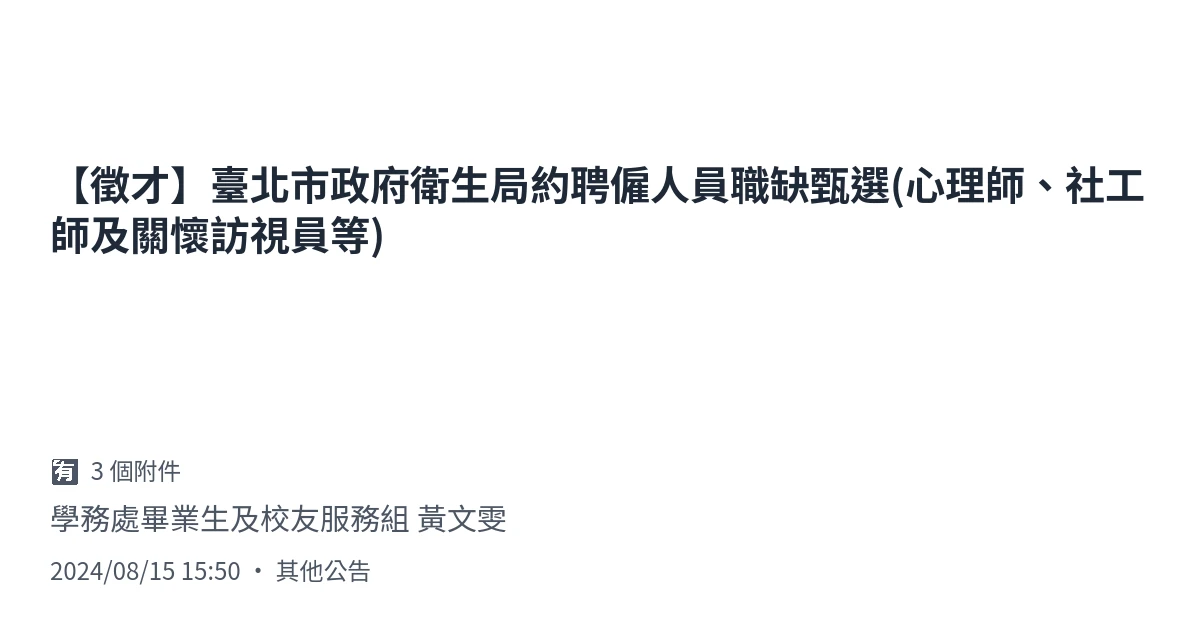 【徵才】臺北市政府衛生局約聘僱人員職缺甄選(心理師、社工
師及關懷訪視員等)
有 3 個附件
學務處畢業生及校友服務組 黃文雯
2024/08/15 15:50 • 其他公告